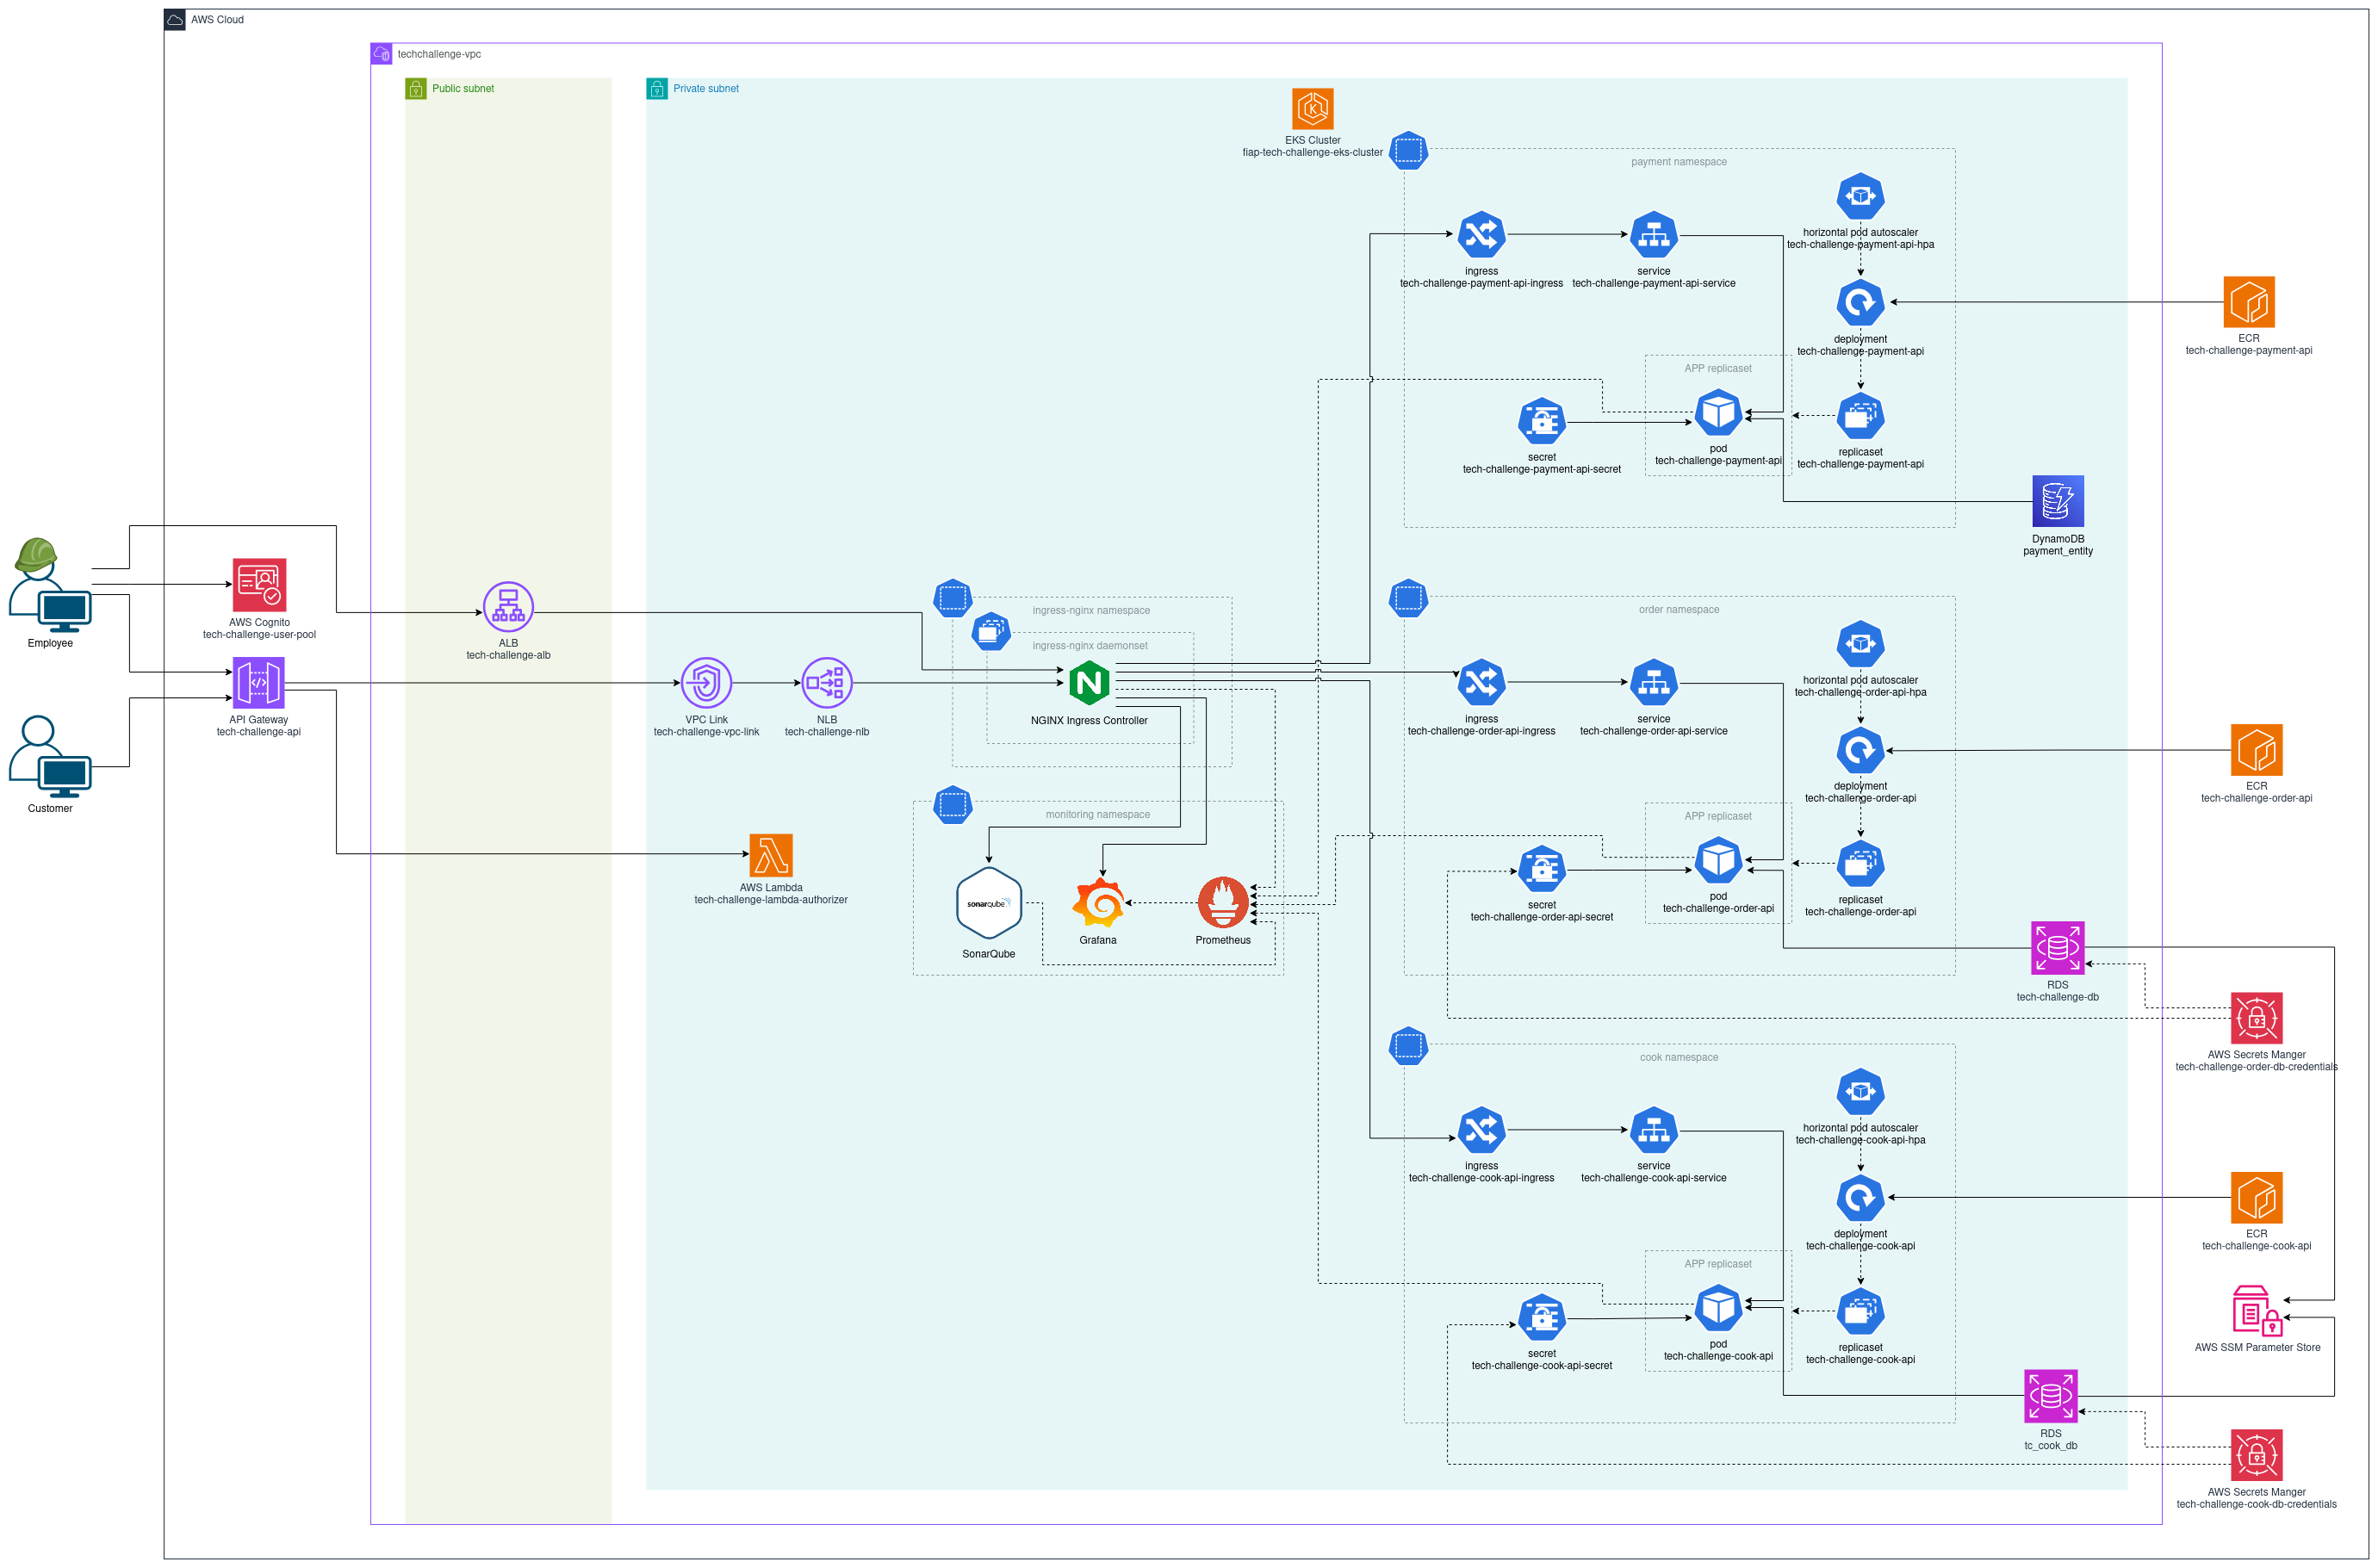 AWS Cloud
techchallenge-vpc
Public subnet
Private subnet
EKS Cluster
fiap-tech-challenge-eks-cluster
payment namespace
horizontal pod autoscaler
tech-challenge-payment-api-hpa
ingress
tech-challenge-payment-api-ingress
service
tech-challenge-payment-api-service
deployment
tech-challenge-payment-api
ECR
tech-challenge-payment-api
APP replicaset
secret
tech-challenge-payment-api-secret
pod
tech-challenge-payment-api
replicaset
tech-challenge-payment-api
DynamoDB
payment_entity
Employee
AWS Cognito
tech-challenge-user-pool
ALB
tech-challenge-alb
API Gateway
tech-challenge-api
Customer
VPC Link
tech-challenge-vpc-link
NLB
tech-challenge-nlb
ingress-nginx namespace
ingress-nginx daemonset
N
NGINX Ingress Controller
AWS Lambda
tech-challenge-lambda-authorizer
monitoring namespace
sonarqube
SonarQube
Grafana
Prometheus
order namespace
horizontal pod autoscaler
tech-challenge-order-api-hpa
ingress
tech-challenge-order-api-ingress
service
tech-challenge-order-api-service
deployment
tech-challenge-order-api
ECR
tech-challenge-order-api
APP replicaset
secret
tech-challenge-order-api-secret
pod
tech-challenge-order-api
replicaset
tech-challenge-order-api
RDS
tech-challenge-db
AWS Secrets Manger
tech-challenge-order-db-credentials
cook namespace
horizontal pod autoscaler
tech-challenge-cook-api-hpa
ingress
tech-challenge-cook-api-ingress
service
tech-challenge-cook-api-service
deployment
tech-challenge-cook-api
ECR
tech-challenge-cook-api
APP replicaset
secret
tech-challenge-cook-api-secret
pod
tech-challenge-cook-api
replicaset
tech-challenge-cook-api
AWS SSM Parameter Store
RDS
tc_cook_db
AWS Secrets Manger
tech-challenge-cook-db-credentials